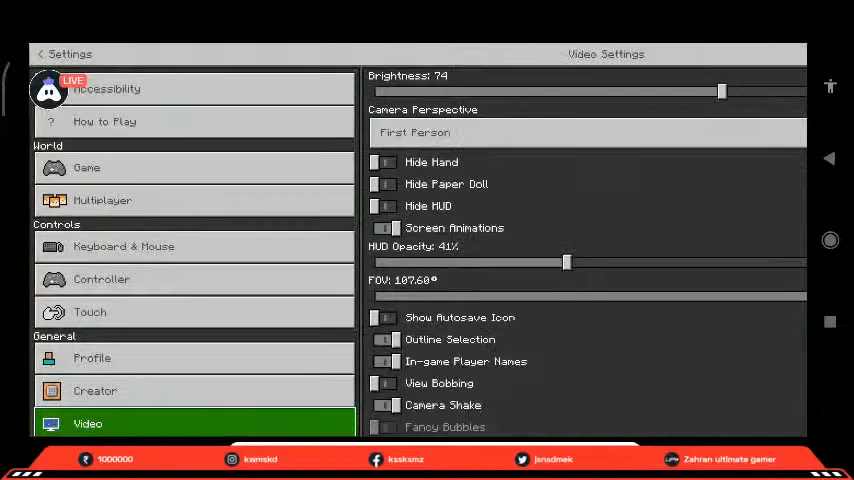 Settings
Video Settings
LIVE
Accessibility
? How to Play
World
Game
Multiplayer
Controls
Keyboard & Mouse
Controller
Touch
General
Profile
Creator
Video
Brightness: 74
Camera Perspective
First Person
Hide Hand
Hide Paper Doll
Hide HUD
Screen Animations
HUD Opacity: 41%
FOV: 107.60°
Show Autosave Icon
Outline Selection
In-game Player Names
View Bobbing
Camera Shake
Fancy Bubbles
₹ 1000000
kwmskd
kssksmz
jsnsdmek
Zahran ultimate gamer